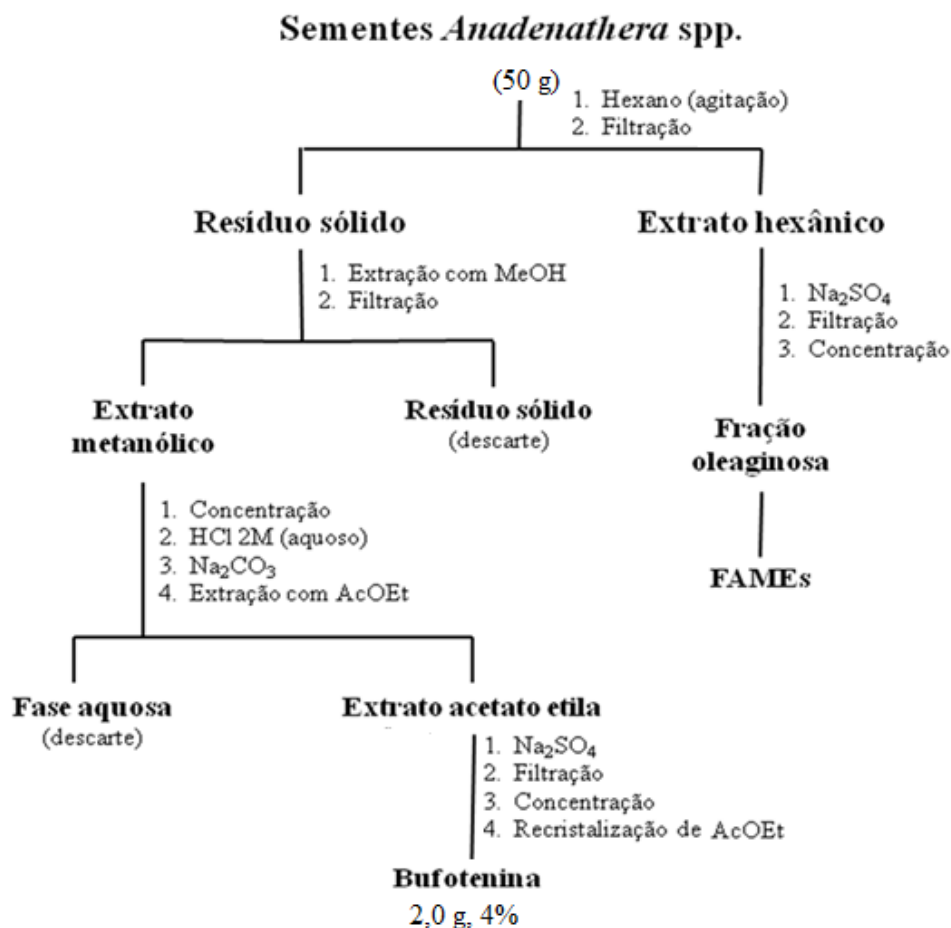 Sementes Anadenathera spp.
(50 g)
1. Hexano (agitação)
2. Filtração
Resíduo sólido
Extrato hexânico
1. Extração com MeOH
2. Filtração
1. Na₂SO₄
2. Filtração
3. Concentração
Extrato
metanólico
Resíduo sólido
(descarte)
Fração
oleaginosa
1. Concentração
2. HCl 2M (aquoso)
3. Na₂CO₃
4. Extração com AcOEt
FAMEs
Fase aquosa
(descarte)
Extrato acetato etila
1. Na₂SO₄
2. Filtração
3. Concentração
4. Recristalização de AcOEt
Bufotenina
2,0 g, 4%